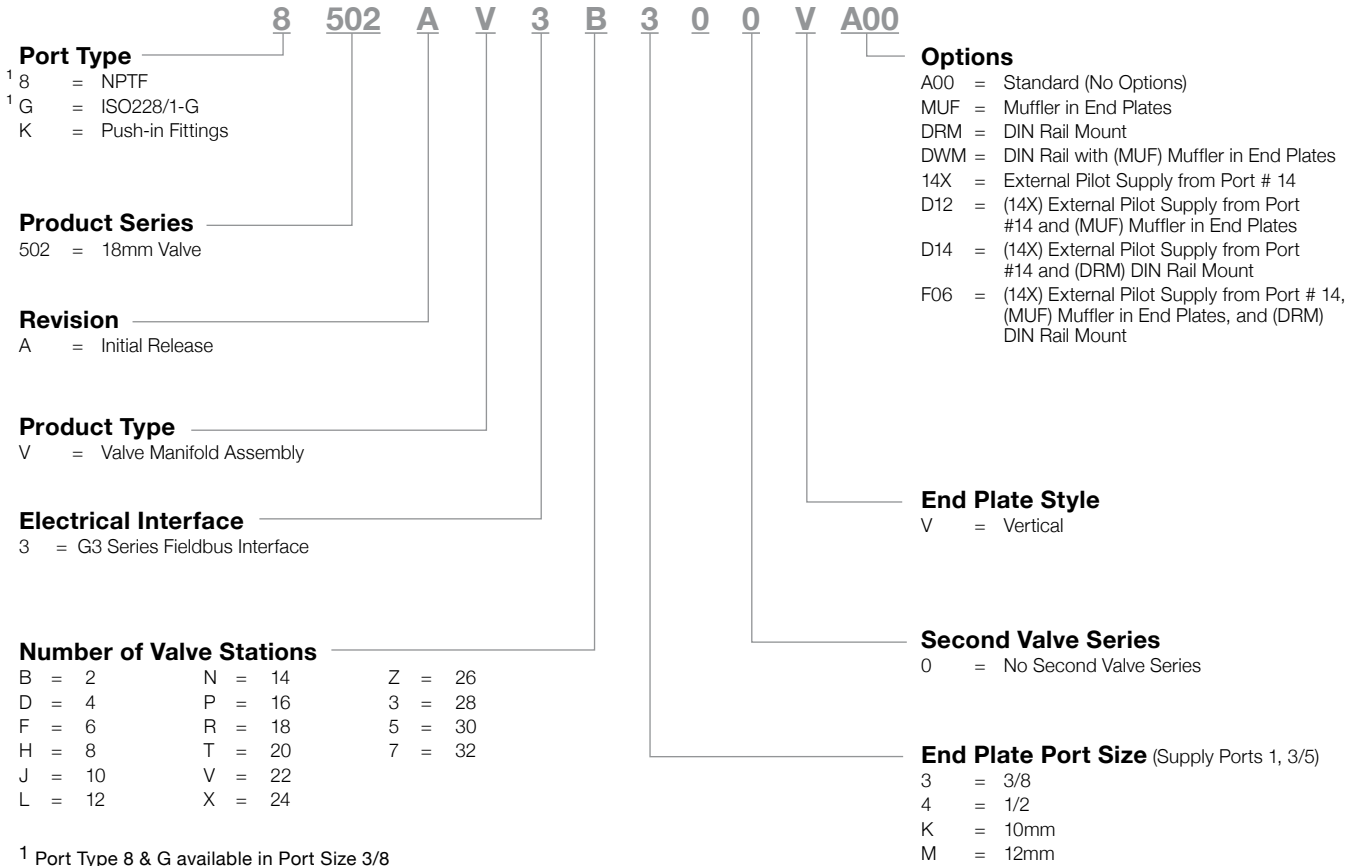 8 502 A V 3 B 3 0 0 V A00
Port Type
1 8 = NPTF
1 G = ISO228/1-G
K = Push-in Fittings
Product Series
502 = 18mm Valve
Revision
A = Initial Release
Product Type
V = Valve Manifold Assembly
Electrical Interface
3 = G3 Series Fieldbus Interface
Number of Valve Stations
B = 2 N = 14 Z = 26
D = 4 P = 16 3 = 28
F = 6 R = 18 5 = 30
H = 8 T = 20 7 = 32
J = 10 V = 22
L = 12 X = 24
1 Port Type 8 & G available in Port Size 3/8
Options
A00 = Standard (No Options)
MUF = Muffler in End Plates
DRM = DIN Rail Mount
DWM = DIN Rail with (MUF) Muffler in End Plates
14X = External Pilot Supply from Port # 14
D12 = (14X) External Pilot Supply from Port
#14 and (MUF) Muffler in End Plates
D14 = (14X) External Pilot Supply from Port
#14 and (DRM) DIN Rail Mount
F06 = (14X) External Pilot Supply from Port # 14,
(MUF) Muffler in End Plates, and (DRM)
DIN Rail Mount
End Plate Style
V = Vertical
Second Valve Series
0 = No Second Valve Series
End Plate Port Size (Supply Ports 1, 3/5)
3 = 3/8
4 = 1/2
K = 10mm
M = 12mm